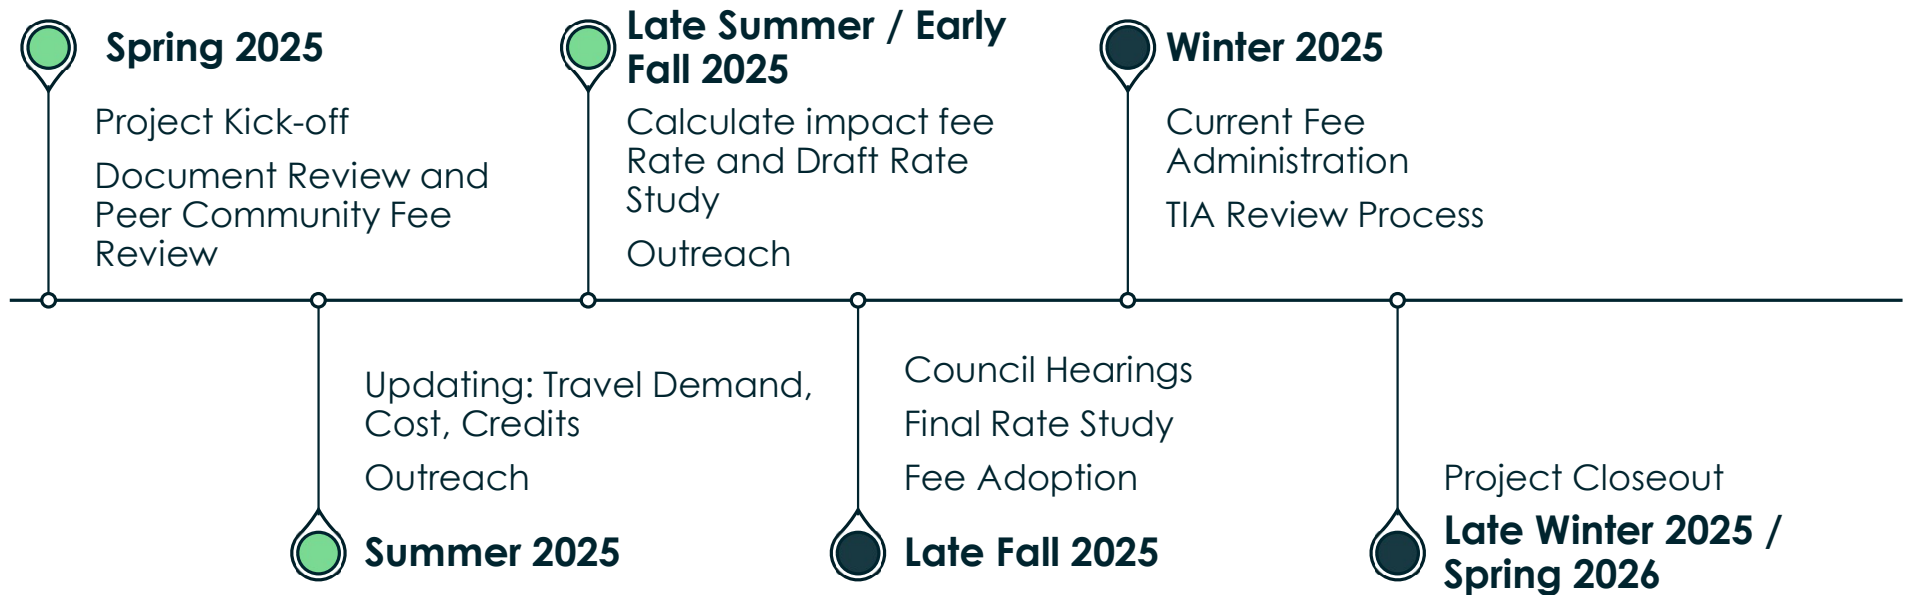 Spring 2025
Project Kick-off
Document Review and
Peer Community Fee
Review
Updating: Travel Demand,
Cost, Credits
Outreach
Summer 2025
Late Summer / Early
Fall 2025
Calculate impact fee
Rate and Draft Rate
Study
Outreach
Council Hearings
Final Rate Study
Fee Adoption
Late Fall 2025
Winter 2025
Current Fee
Administration
TIA Review Process
Project Closeout
Late Winter 2025 /
Spring 2026